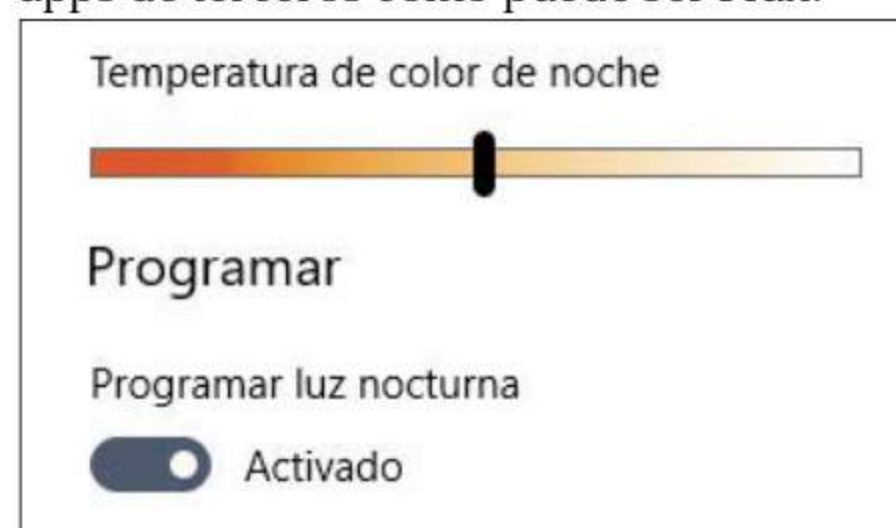 Temperatura de color de noche
Programar
Programar luz nocturna
Activado